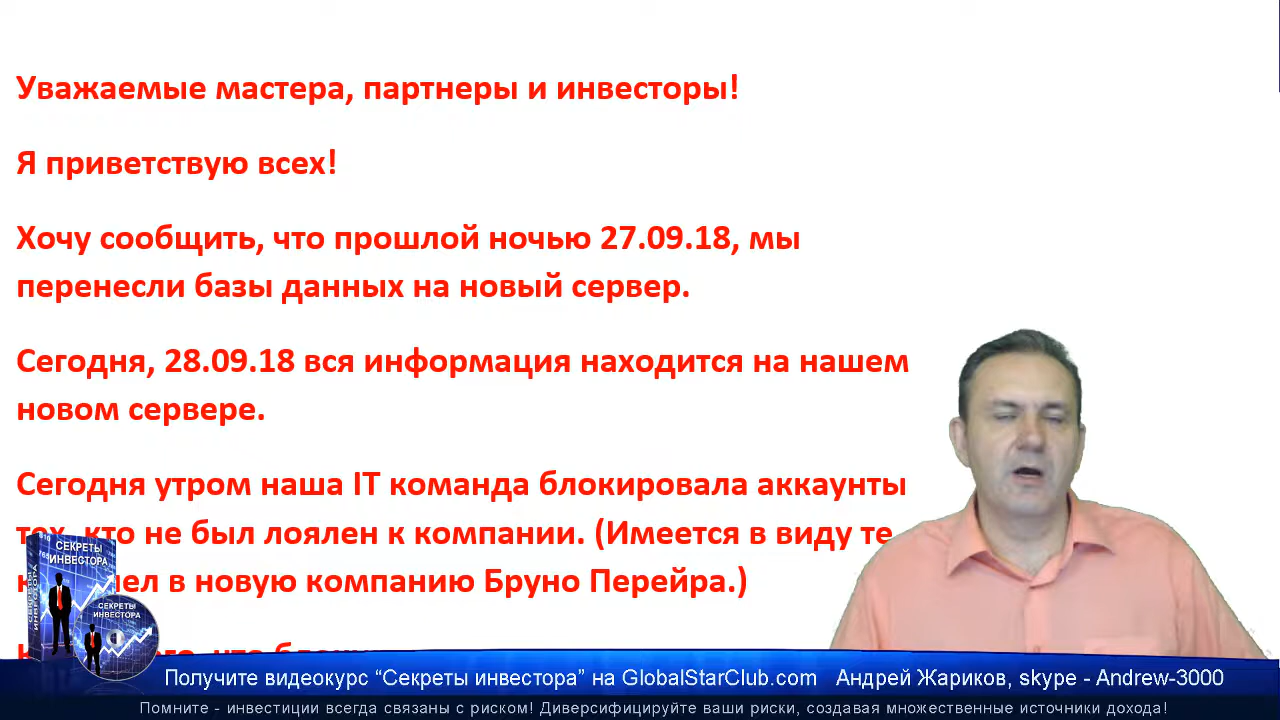 Уважаемые мастера, партнеры и инвесторы!
Я приветствую всех!
Хочу сообщить, что прошлой ночью 27.09.18, мы
перенесли базы данных на новый сервер.
Сегодня, 28.09.18 вся информация находится на нашем
новом сервере.
Сегодня утром наша IT команда блокировала аккаунты
кто не был лоялен к компании. (Имеется в виду те
в новую компанию Бруно Перейра.)
СЕКРЕТЫ
ИНВЕСТОРА
СЕКРЕТЫ
ИНВЕСТОРА
Получите видеокурс “Секреты инвестора” на GlobalStarClub.com Андрей Жариков, skype - Andrew-3000
Помните - инвестиции всегда связаны с риском! Диверсифицируйте ваши риски, создавая множественные источники дохода!